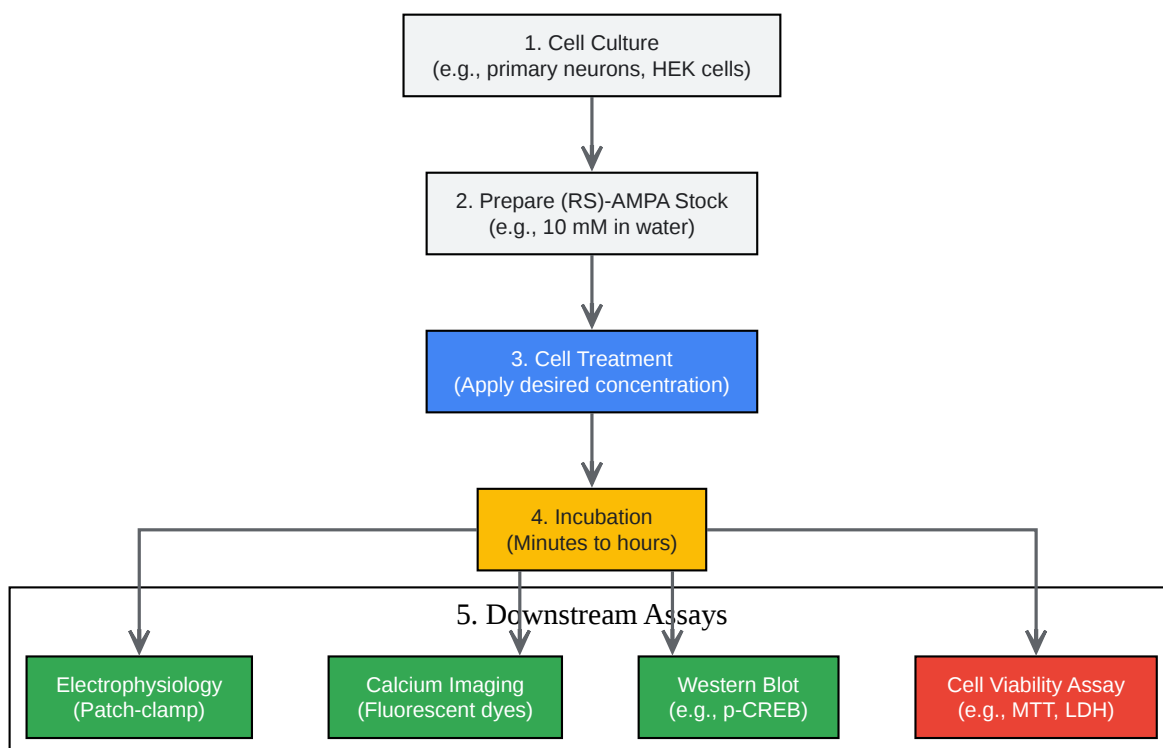 1. Cell Culture
(e.g., primary neurons, HEK cells)
2. Prepare (RS)-AMPA Stock
(e.g., 10 mM in water)
3. Cell Treatment
(Apply desired concentration)
4. Incubation
(Minutes to hours)
5. Downstream Assays
Electrophysiology
(Patch-clamp)
Calcium Imaging
(Fluorescent dyes)
Western Blot
(e.g., p-CREB)
Cell Viability Assay
(e.g., MTT, LDH)